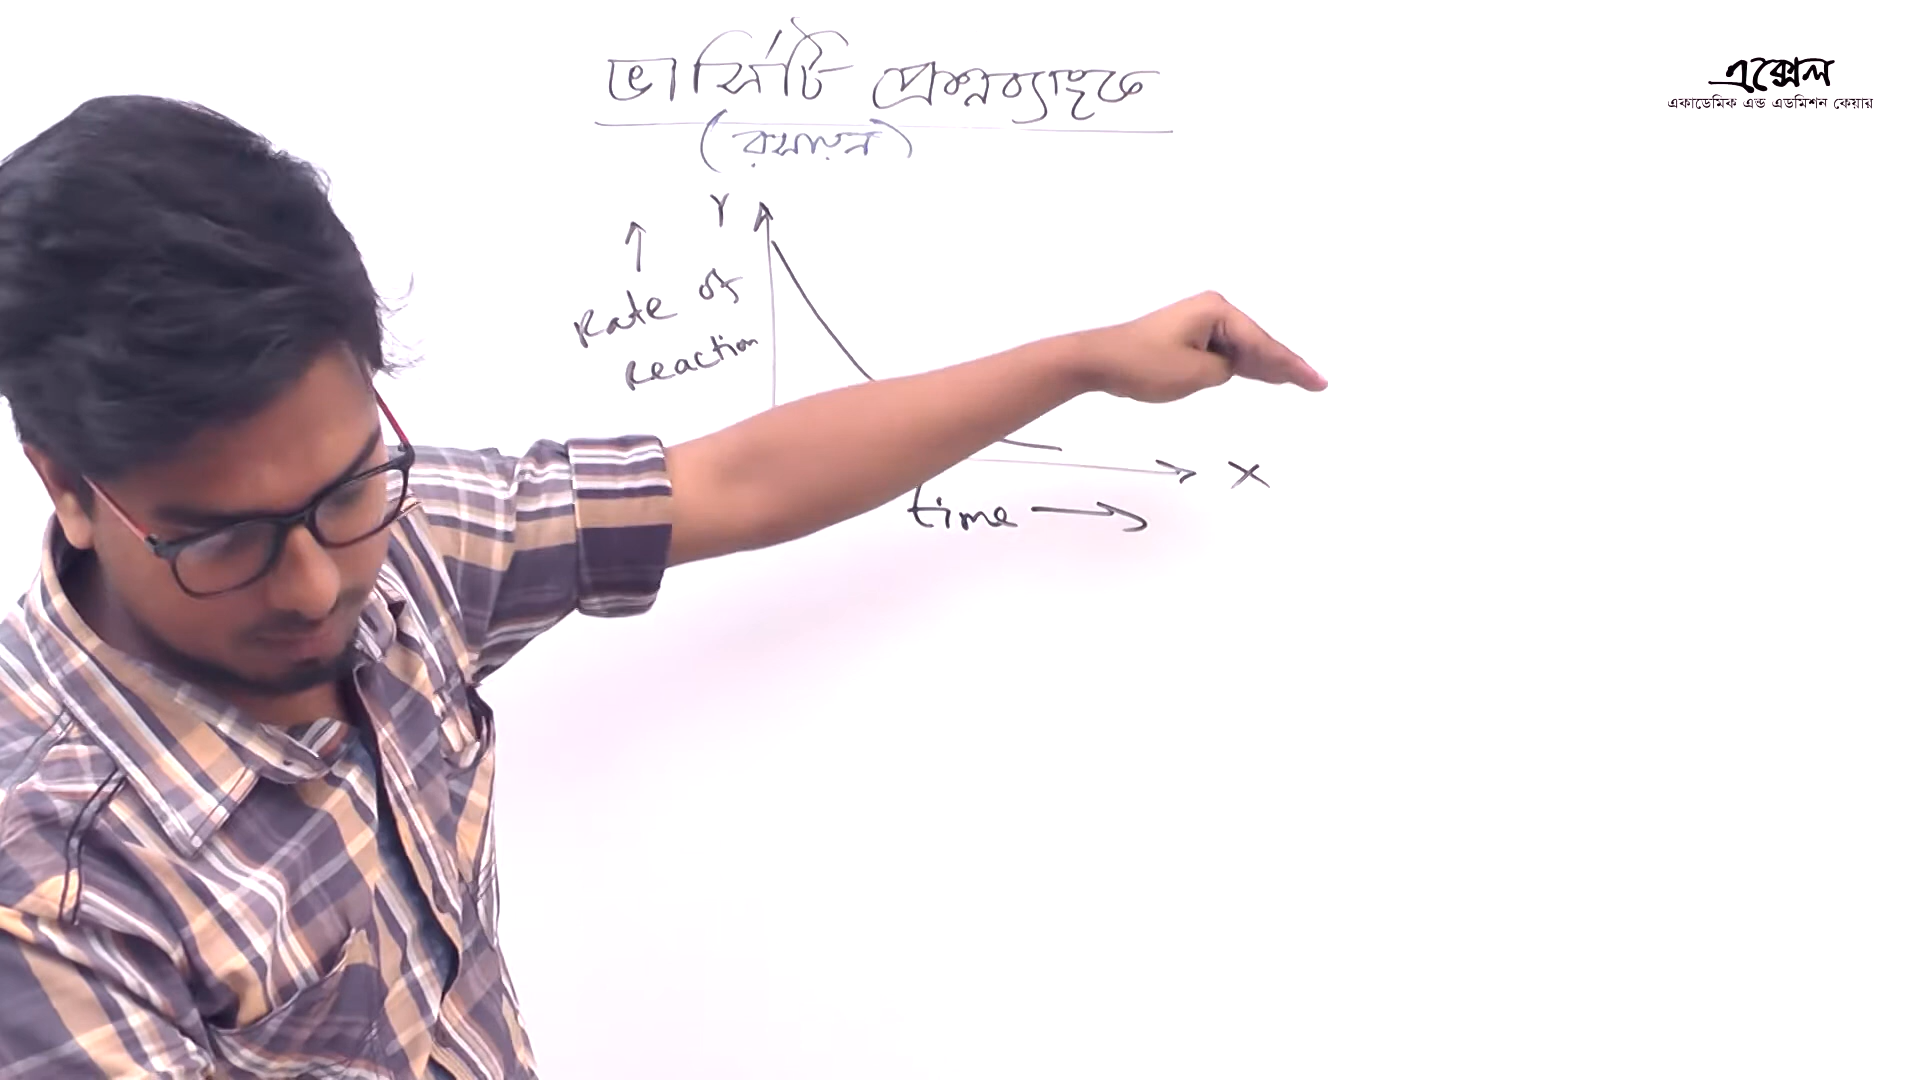 ভার্সিটি প্রশ্নব্যাংক
(রসায়ন)
এক্সেল
একাডেমিক এন্ড এডমিশন কেয়ার
Y
Rate of
reaction
X
time